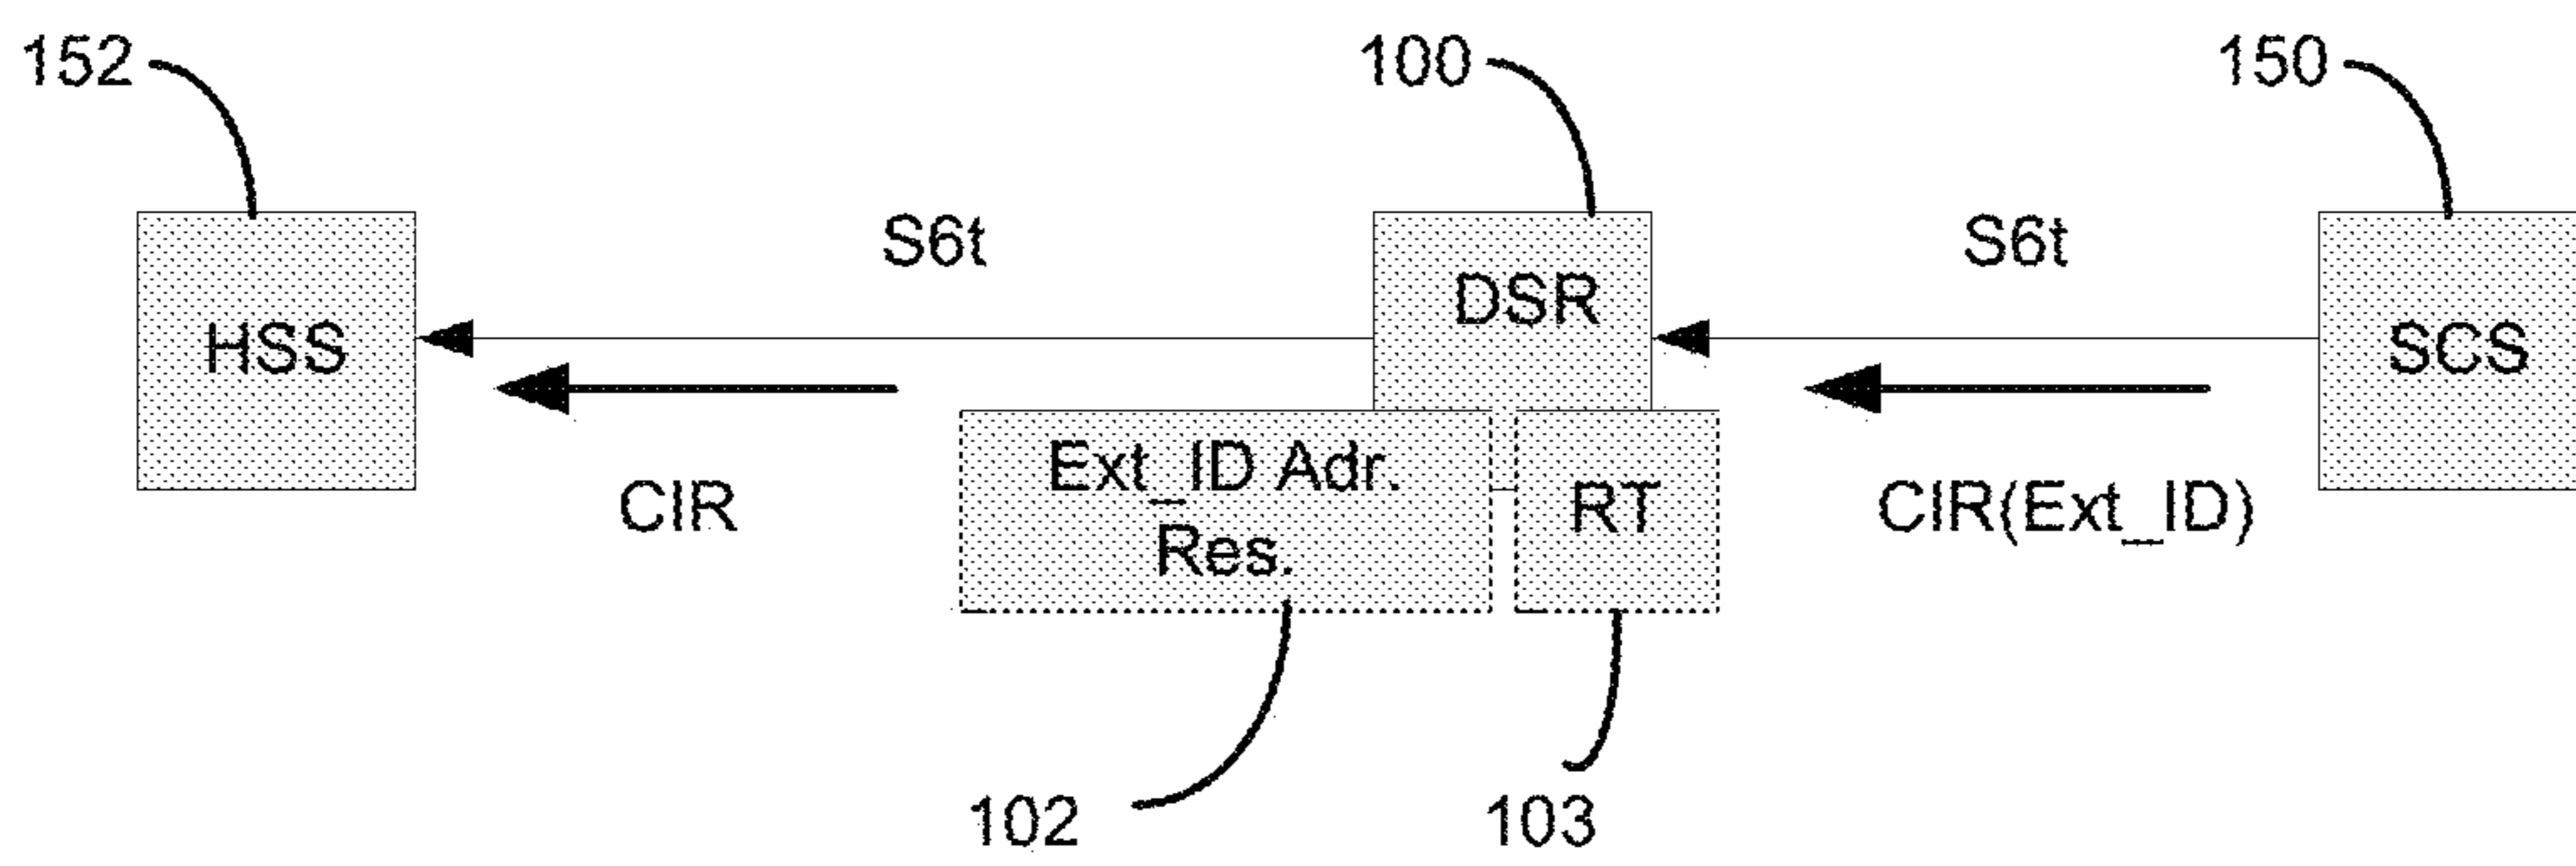 152
100
150
S6t
S6t
HSS
DSR
SCS
CIR
Ext_ID Adr.
Res.
RT
CIR(Ext_ID)
102
103